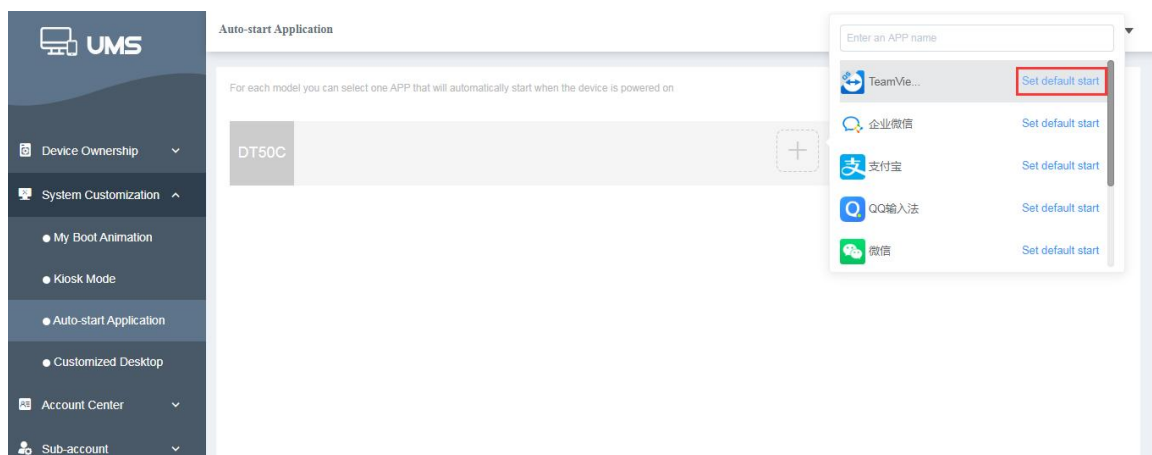 UMS
Device Ownership
System Customization
My Boot Animation
Kiosk Mode
Auto-start Application
Customized Desktop
Account Center
Sub-account
Auto-start Application
For each model you can select one APP that will automatically start when the device is powered on
DT50C
Enter an APP name
TeamVie... Set default start
企业微信 Set default start
支付宝 Set default start
QQ输入法 Set default start
微信 Set default start